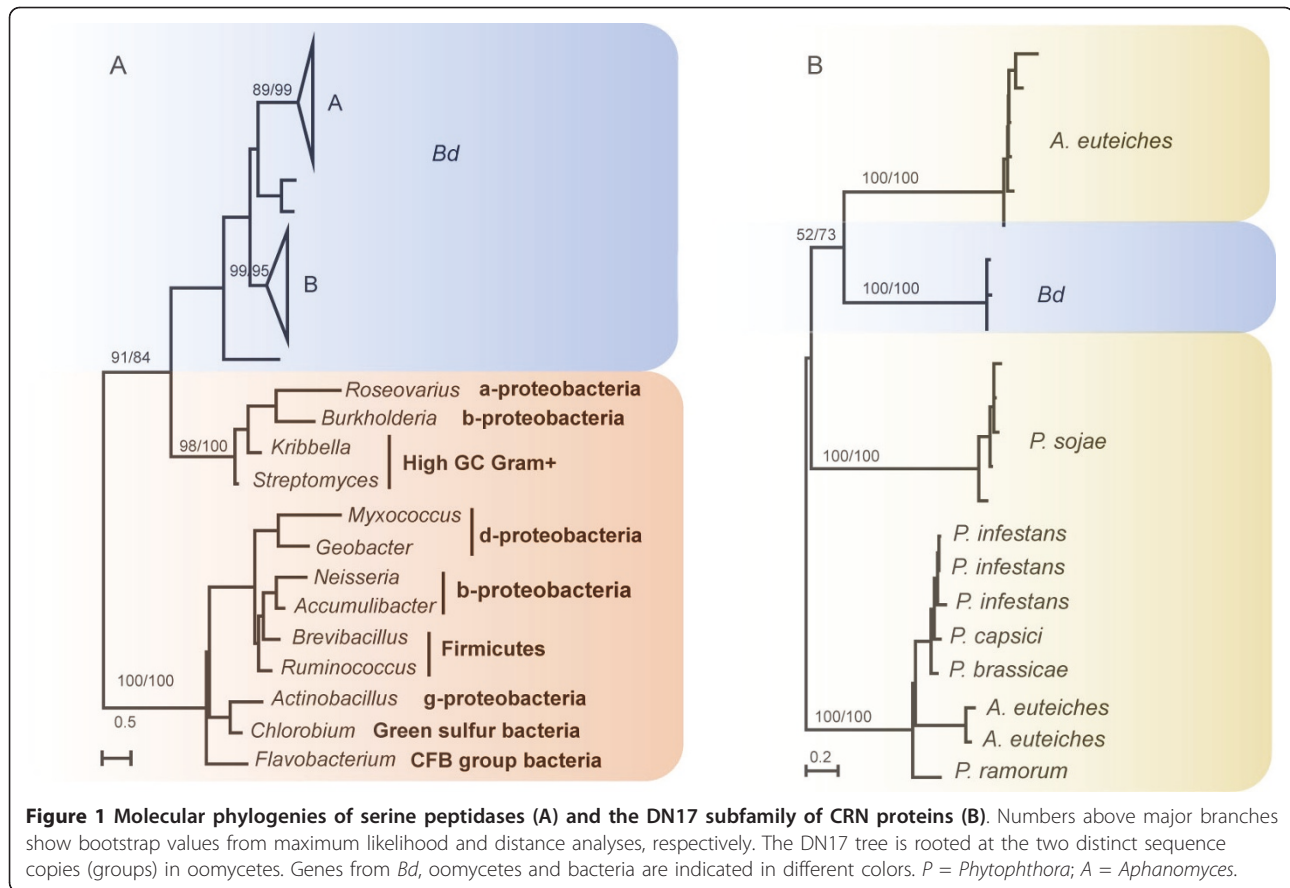 A
89/99
A
Bd
99/95
B
91/84
Roseovarius a-proteobacteria
Burkholderia b-proteobacteria
98/100
Kribbella
High GC Gram+
Streptomyces
Myxococcus
d-proteobacteria
Geobacter
Neisseria
b-proteobacteria
Accumulibacter
Brevibacillus
Firmicutes
Ruminococcus
100/100
Actinobacillus g-proteobacteria
0.5
Chlorobium Green sulfur bacteria
Flavobacterium CFB group bacteria
B
A. euteiches
100/100
52/73
100/100
Bd
P. sojae
100/100
P. infestans
P. infestans
P. infestans
P. capsici
P. brassicae
A. euteiches
100/100
A. euteiches
0.2
P. ramorum
Figure 1 Molecular phylogenies of serine peptidases (A) and the DN17 subfamily of CRN proteins (B). Numbers above major branches
show bootstrap values from maximum likelihood and distance analyses, respectively. The DN17 tree is rooted at the two distinct sequence
copies (groups) in oomycetes. Genes from Bd, oomycetes and bacteria are indicated in different colors. P = Phytophthora; A = Aphanomyces.